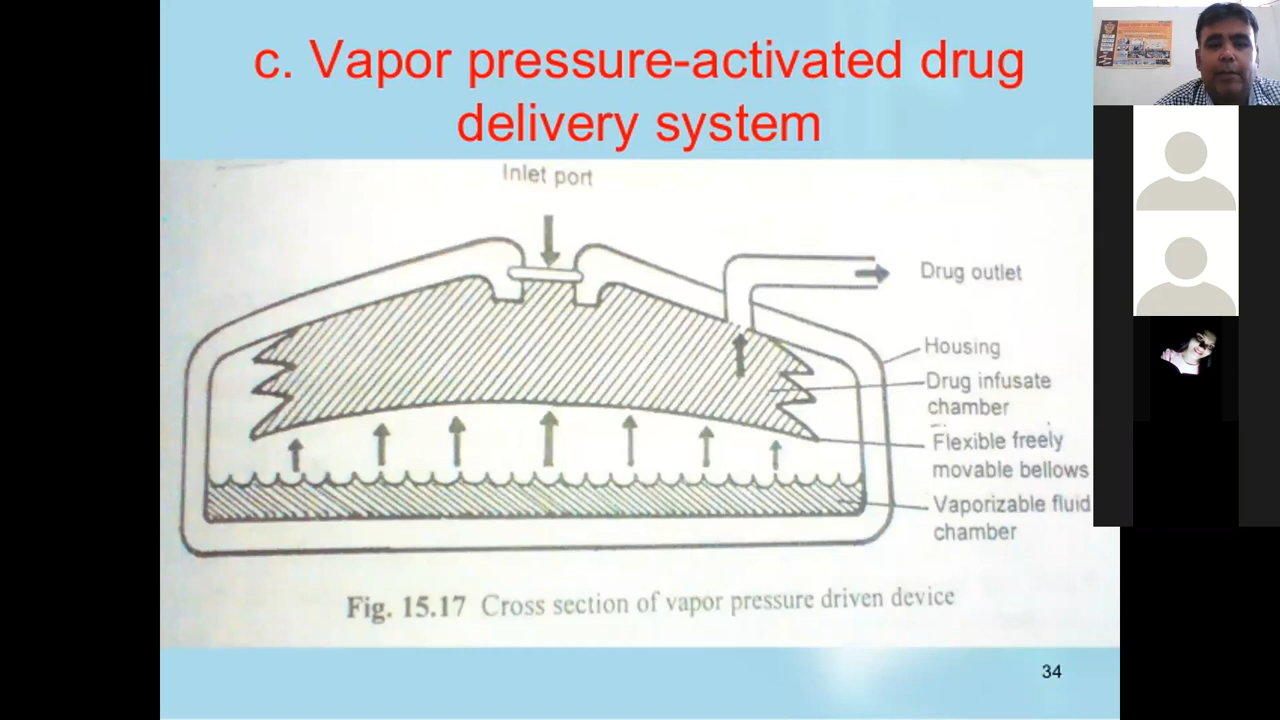 c. Vapor pressure-activated drug
delivery system
Inlet port
Drug outlet
Housing
Drug infusate
chamber
Flexible freely
movable bellows
Vaporizable fluid
chamber
Fig. 15.17 Cross section of vapor pressure driven device
34